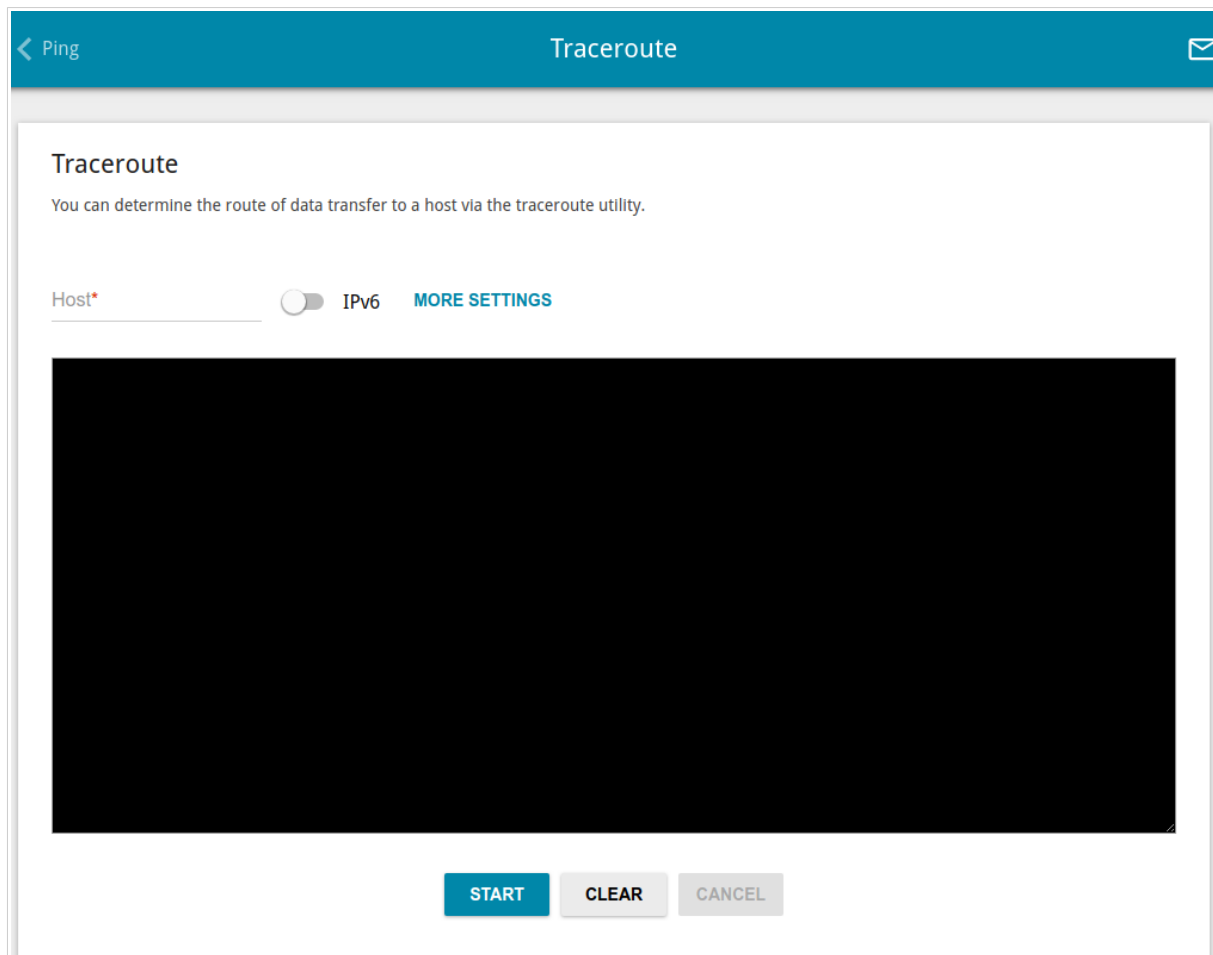 Ping
Traceroute
Traceroute
You can determine the route of data transfer to a host via the traceroute utility.
Host* IPv6 MORE SETTINGS
START CLEAR CANCEL